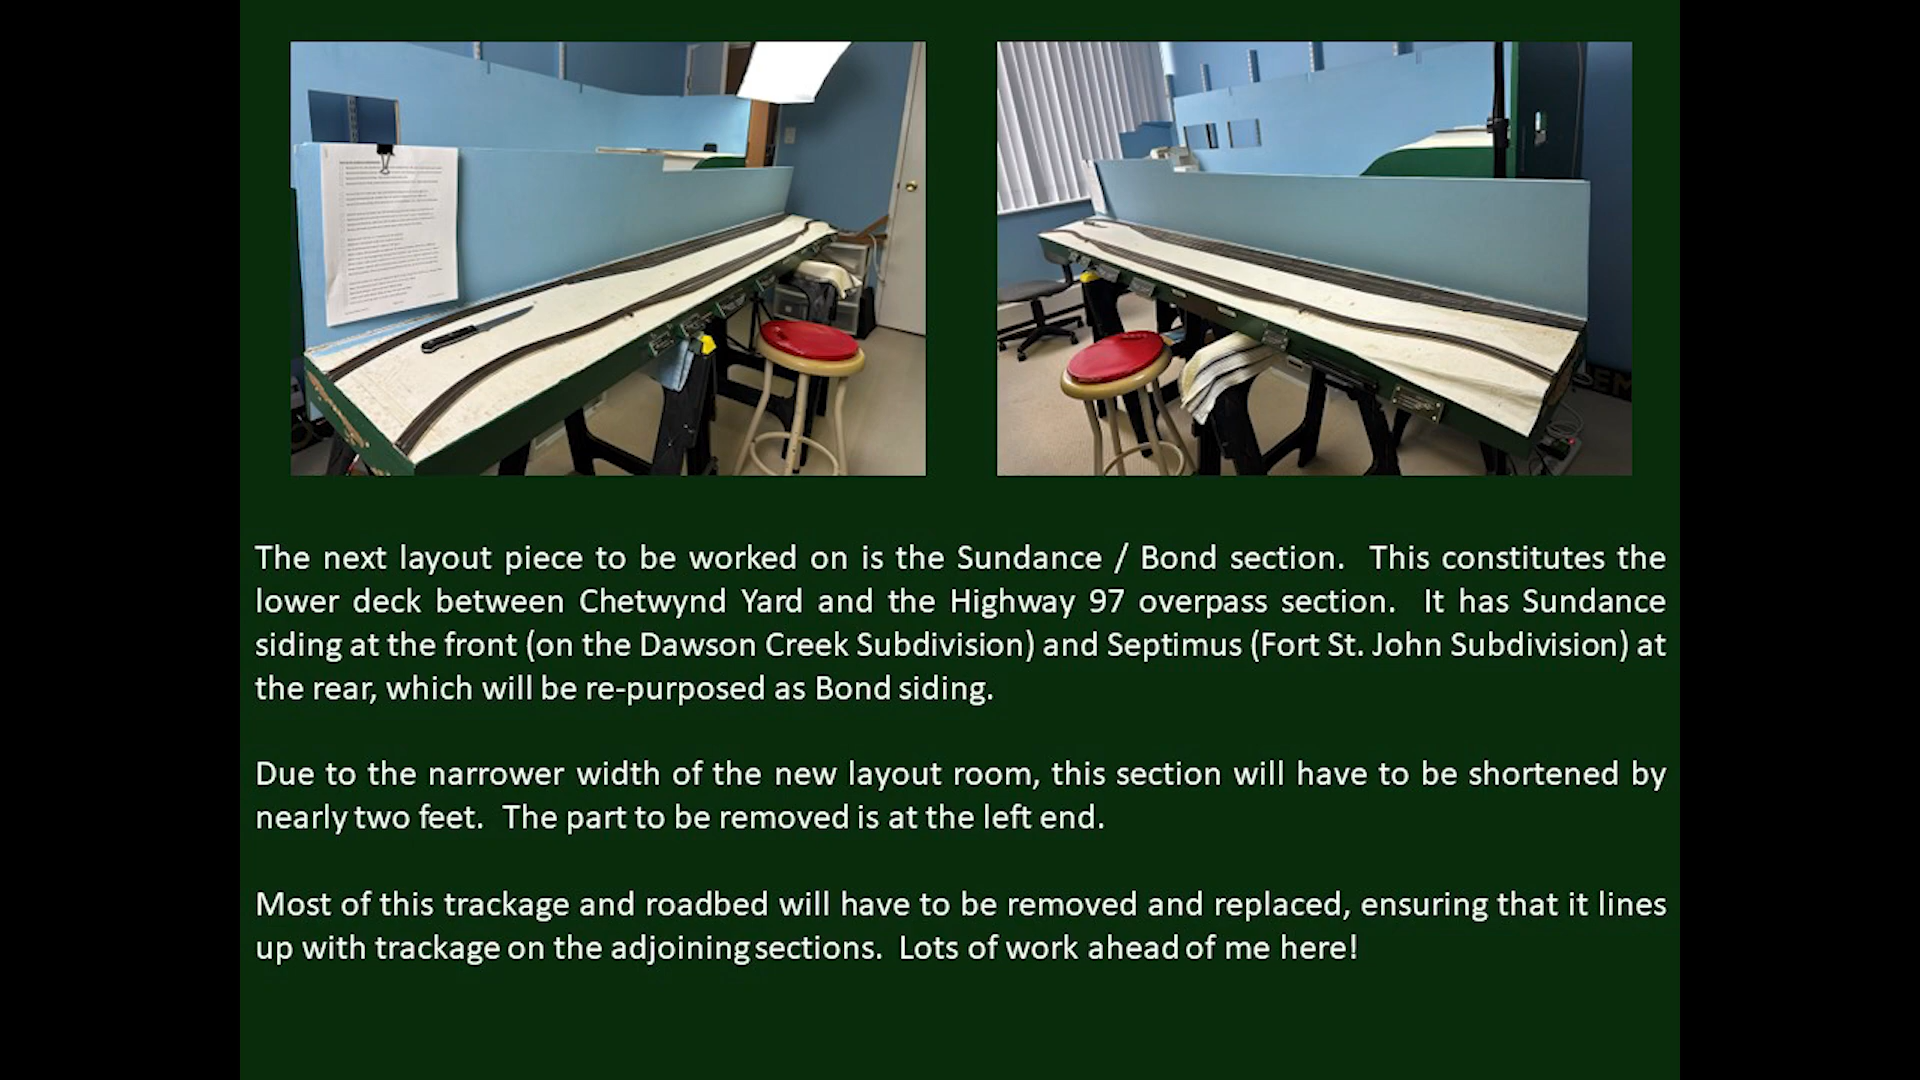 The next layout piece to be worked on is the Sundance / Bond section. This constitutes the
lower deck between Chetwynd Yard and the Highway 97 overpass section. It has Sundance
siding at the front (on the Dawson Creek Subdivision) and Septimus (Fort St. John Subdivision) at
the rear, which will be re-purposed as Bond siding.
Due to the narrower width of the new layout room, this section will have to be shortened by
nearly two feet. The part to be removed is at the left end.
Most of this trackage and roadbed will have to be removed and replaced, ensuring that it lines
up with trackage on the adjoining sections. Lots of work ahead of me here!